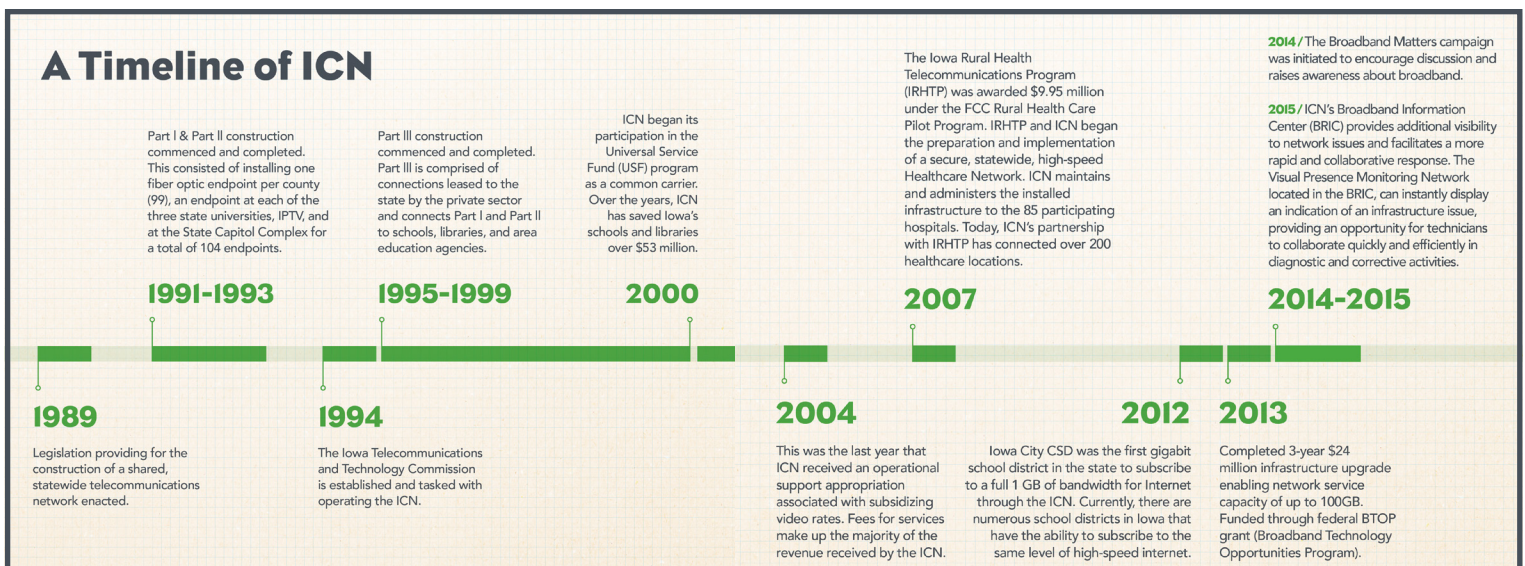 A Timeline of ICN
Part I & Part II construction
commenced and completed.
This consisted of installing one
fiber optic endpoint per county
(99), an endpoint at each of the
three state universities, IPTV, and
at the State Capitol Complex for
a total of 104 endpoints.
1991-1993
Part III construction
commenced and completed.
Part III is comprised of
connections leased to the
state by the private sector
and connects Part I and Part II
to schools, libraries, and area
education agencies.
1995-1999
ICN began its
participation in the
Universal Service
Fund (USF) program
as a common carrier.
Over the years, ICN
has saved Iowa's
schools and libraries
over $53 million.
2000
The Iowa Rural Health
Telecommunications Program
(IRHTP) was awarded $9.95 million
under the FCC Rural Health Care
Pilot Program. IRHTP and ICN began
the preparation and implementation
of a secure, statewide, high-speed
Healthcare Network. ICN maintains
and administers the installed
infrastructure to the 85 participating
hospitals. Today, ICN's partnership
with IRHTP has connected over 200
healthcare locations.
2007
2014 / The Broadband Matters campaign
was initiated to encourage discussion and
raises awareness about broadband.
2015 / ICN's Broadband Information
Center (BRIC) provides additional visibility
to network issues and facilitates a more
rapid and collaborative response. The
Visual Presence Monitoring Network
located in the BRIC, can instantly display
an indication of an infrastructure issue,
providing an opportunity for technicians
to collaborate quickly and efficiently in
diagnostic and corrective activities.
2014-2015
1989
Legislation providing for the
construction of a shared,
statewide telecommunications
network enacted.
1994
The Iowa Telecommunications
and Technology Commission
is established and tasked with
operating the ICN.
2004
This was the last year that
ICN received an operational
support appropriation
associated with subsidizing
video rates. Fees for services
make up the majority of the
revenue received by the ICN.
2012
Iowa City CSD was the first gigabit
school district in the state to subscribe
to a full 1 GB of bandwidth for Internet
through the ICN. Currently, there are
numerous school districts in Iowa that
have the ability to subscribe to the
same level of high-speed internet.
2013
Completed 3-year $24
million infrastructure upgrade
enabling network service
capacity of up to 100GB.
Funded through federal BTOP
grant (Broadband Technology
Opportunities Program).